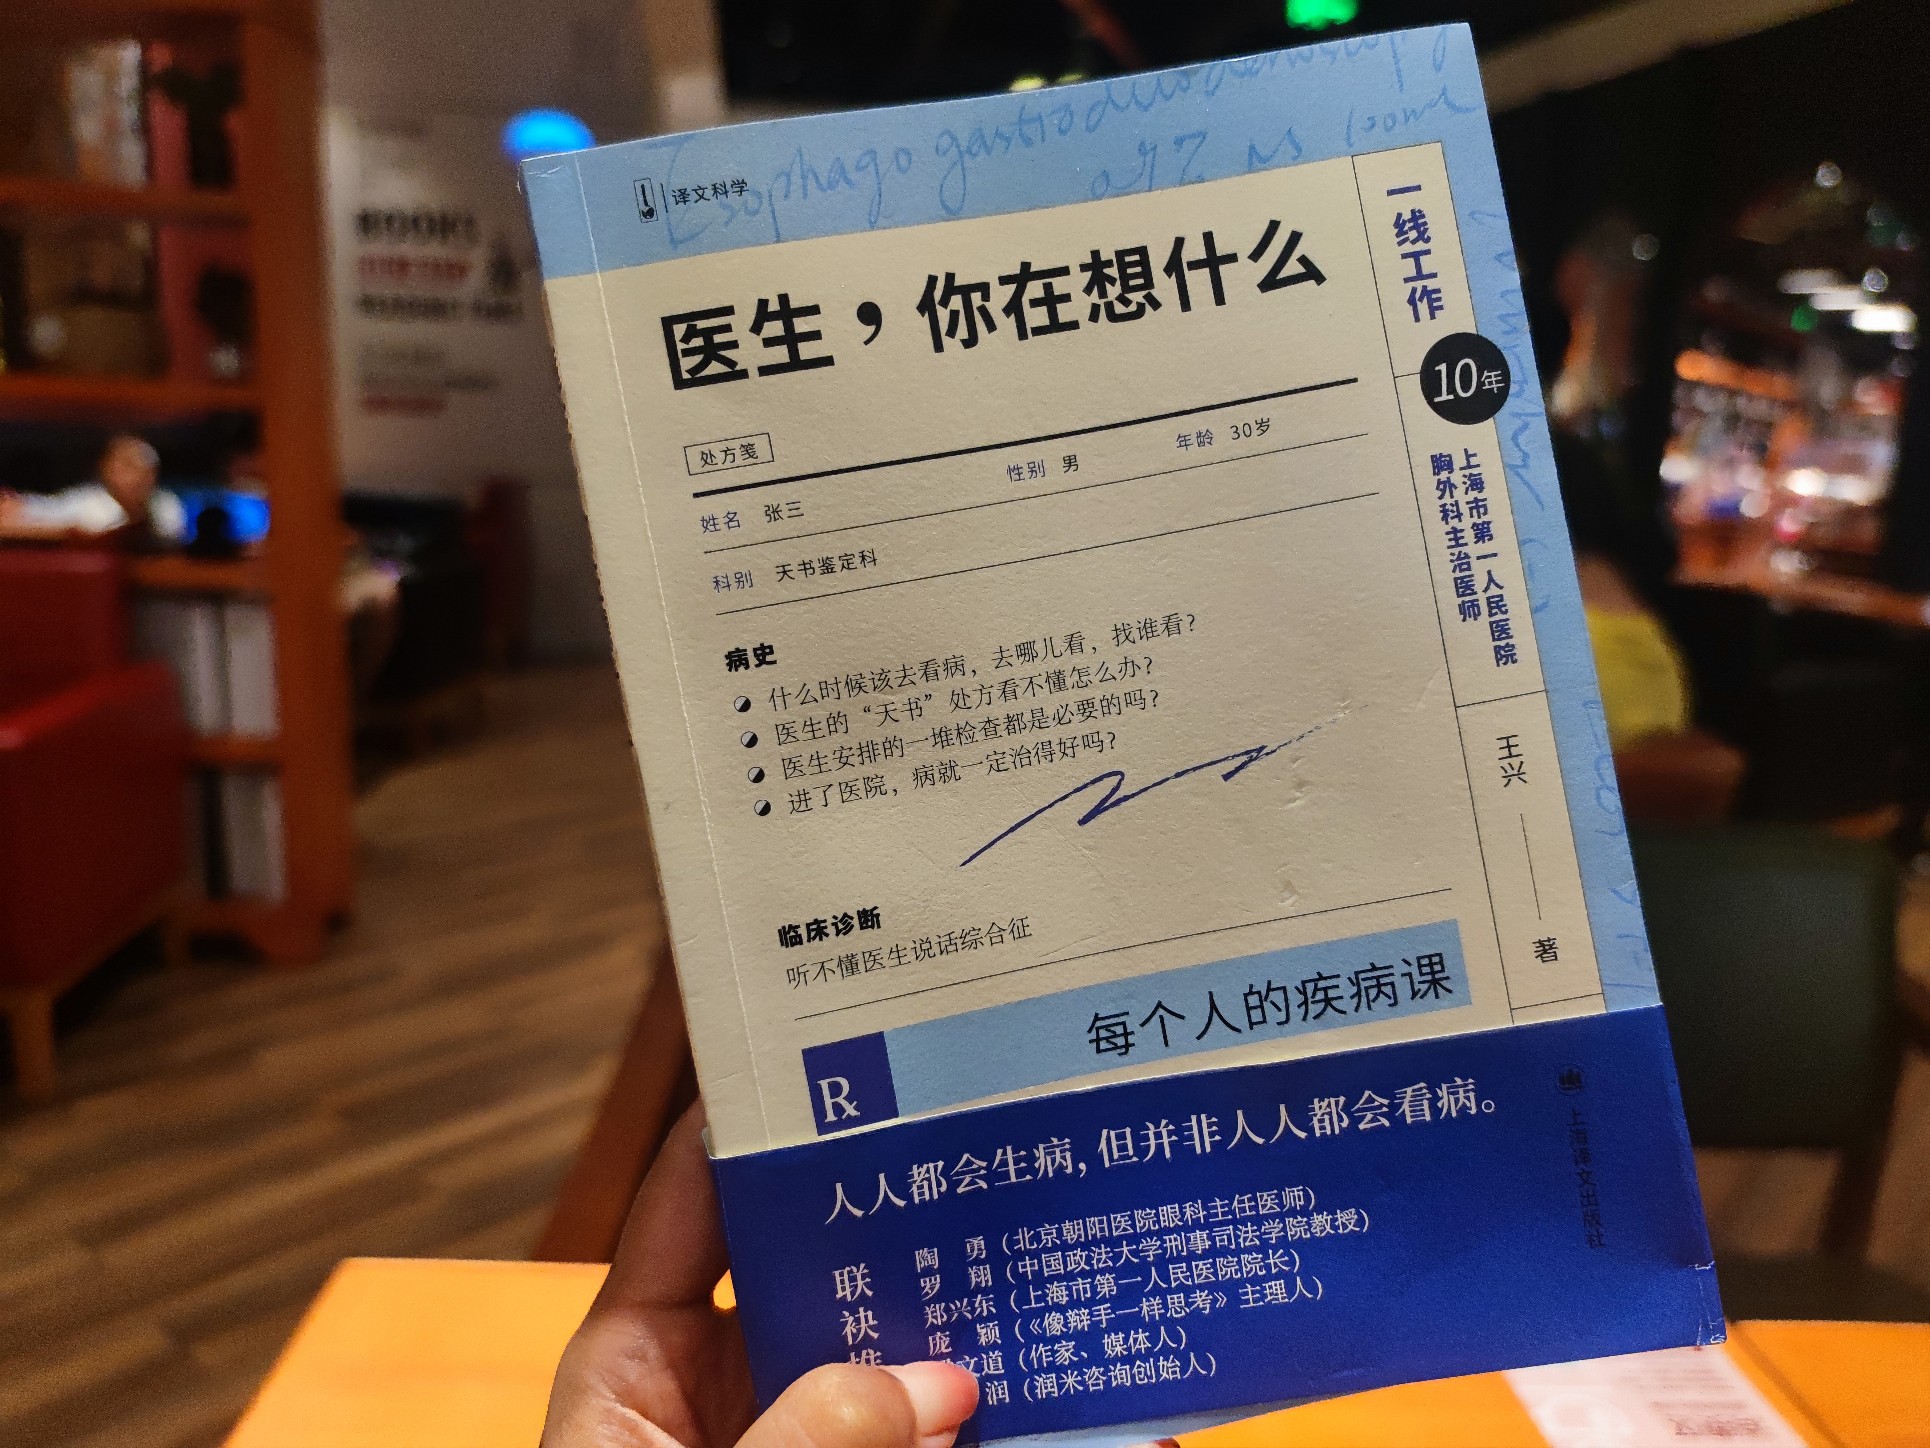 译文科学
Esophagogastroduodenoscopy
医生，你在想什么
处方笺
姓名 张三 性别 男 年龄 30岁
科别 天书鉴定科
病史
什么时候该去看病，去哪儿看，找谁看？
医生的“天书”处方看不懂怎么办？
医生安排的一堆检查都是必要的吗？
进了医院，病就一定治得好吗？
临床诊断
听不懂医生说话综合征
Rx 每个人的疾病课
一线工作
10年
上海市第一人民医院
胸外科主治医师
王兴
著
人人都会生病，但并非人人都会看病。
联袂
陶勇（北京朝阳医院眼科主任医师）
罗翔（中国政法大学刑事司法学院教授）
郑兴东（上海市第一人民医院院长）
庞颖（《像辩手一样思考》主理人）
文道（作家、媒体人）
润（润米咨询创始人）
上海译文出版社
BOOKS